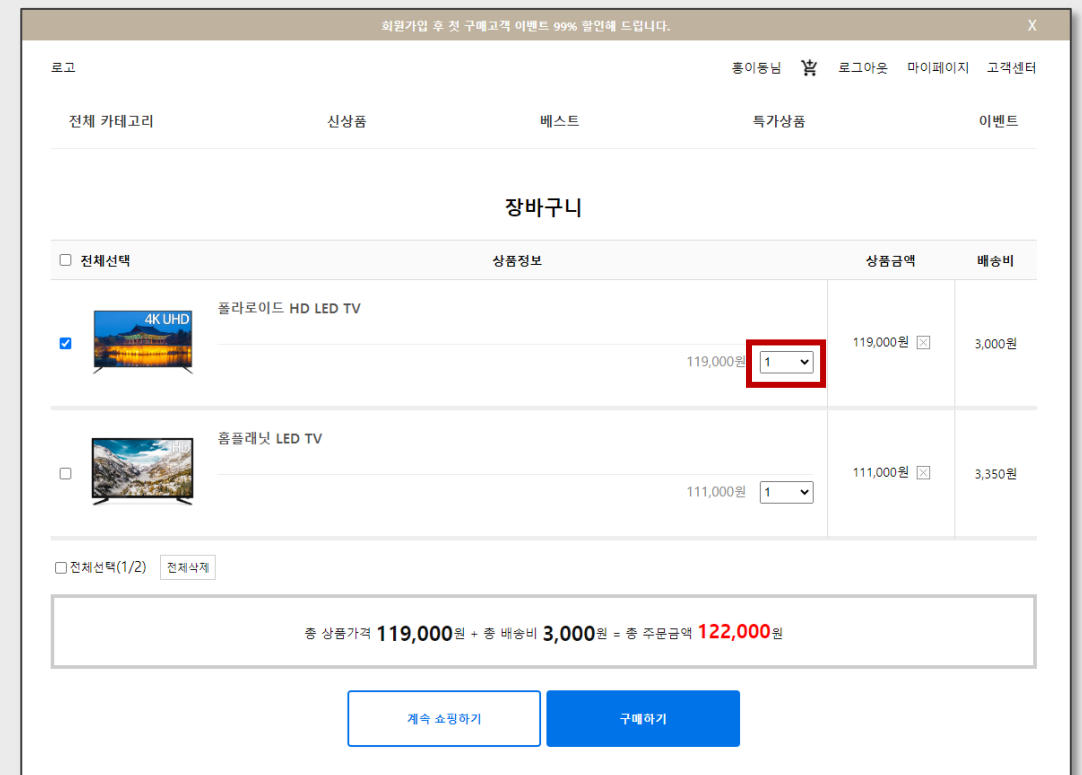 회원가입 후 첫 구매고객 이벤트 99% 할인해 드립니다. X
로고 홍이동님 로그아웃 마이페이지 고객센터
전체 카테고리 신상품 베스트 특가상품 이벤트
장바구니
전체선택 상품정보 상품금액 배송비
폴라로이드 HD LED TV
4K UHD
119,000원 1
119,000원
3,000원
홈플래닛 LED TV
HD
111,000원 1
111,000원
3,350원
전체선택(1/2) 전체삭제
총 상품가격 119,000원 + 총 배송비 3,000원 = 총 주문금액 122,000원
계속 쇼핑하기 구매하기